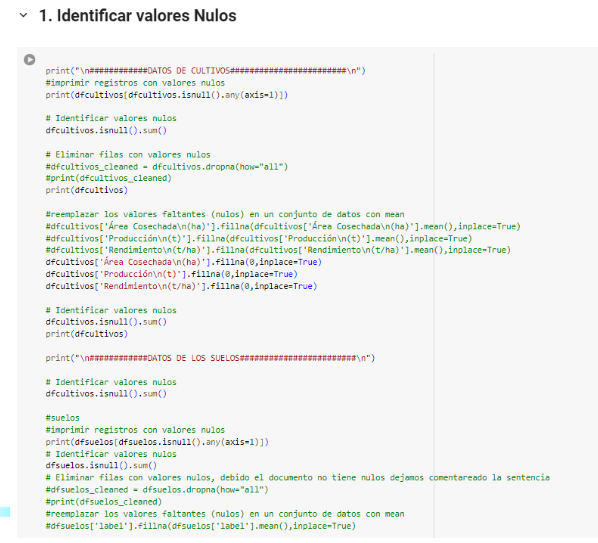 1. Identificar valores Nulos
print("\n############DATOS DE CULTIVOS########################\n")
#imprimir registros con valores nulos
print(dfcultivos[dfcultivos.isnull().any(axis=1)])
# Identificar valores nulos
dfcultivos.isnull().sum()
# Eliminar filas con valores nulos
#dfcultivos_cleaned = dfcultivos.dropna(how="all")
#print(dfcultivos_cleaned)
print(dfcultivos)
#reemplazar los valores faltantes (nulos) en un conjunto de datos con mean
#dfcultivos['Área Cosechada\n(ha)'].fillna(dfcultivos['Área Cosechada\n(ha)'].mean(),inplace=True)
#dfcultivos['Producción\n(t)'].fillna(dfcultivos['Producción\n(t)'].mean(),inplace=True)
#dfcultivos['Rendimiento\n(t/ha)'].fillna(dfcultivos['Rendimiento\n(t/ha)'].mean(),inplace=True)
dfcultivos['Área Cosechada\n(ha)'].fillna(0,inplace=True)
dfcultivos['Producción\n(t)'].fillna(0,inplace=True)
dfcultivos['Rendimiento\n(t/ha)'].fillna(0,inplace=True)
# Identificar valores nulos
dfcultivos.isnull().sum()
print(dfcultivos)
print("\n############DATOS DE LOS SUELOS########################\n")
# Identificar valores nulos
dfcultivos.isnull().sum()
#suelos
#imprimir registros con valores nulos
print(dfsuelos[dfsuelos.isnull().any(axis=1)])
# Identificar valores nulos
dfsuelos.isnull().sum()
# Eliminar filas con valores nulos, debido el documento no tiene nulos dejamos comentareado la sentencia
#dfsuelos_cleaned = dfsuelos.dropna(how="all")
#print(dfsuelos_cleaned)
#reemplazar los valores faltantes (nulos) en un conjunto de datos con mean
#dfsuelos['label'].fillna(dfsuelos['label'].mean(),inplace=True)